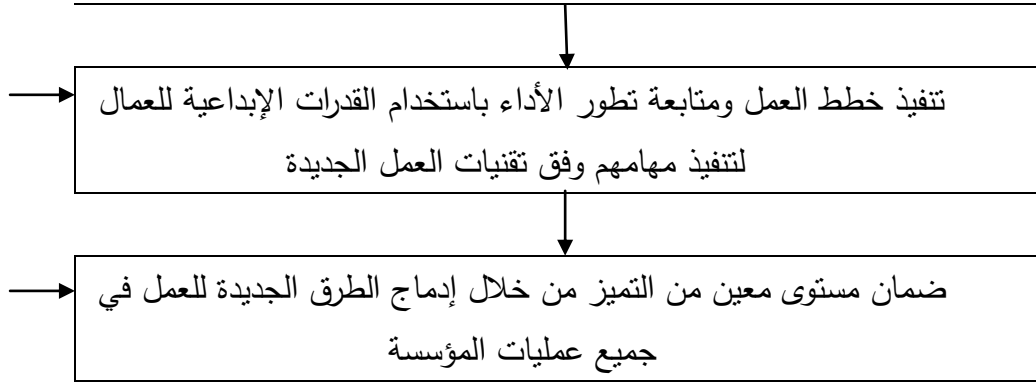 تنفيذ خطط العمل ومتابعة تطور الأداء باستخدام القدرات الإبداعية للعمال
لتنفيذ مهامهم وفق تقنيات العمل الجديدة
ضمان مستوى معين من التميز من خلال إدماج الطرق الجديدة للعمل في
جميع عمليات المؤسسة